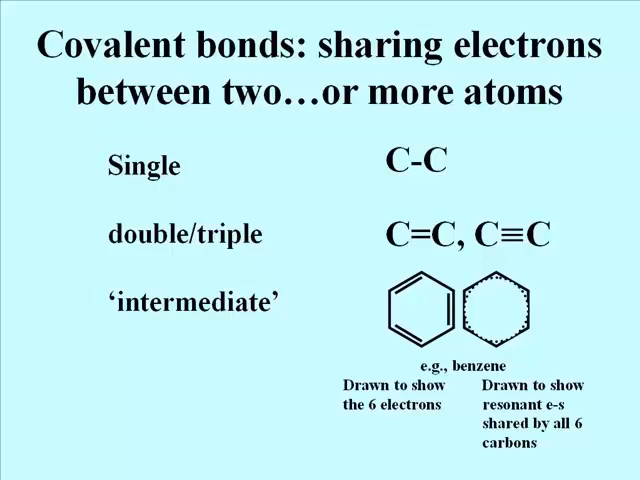 Covalent bonds: sharing electrons
between two…or more atoms
Single
C-C
double/triple
C=C, C≡C
‘intermediate’
e.g., benzene
Drawn to show
the 6 electrons
Drawn to show
resonant e-s
shared by all 6
carbons